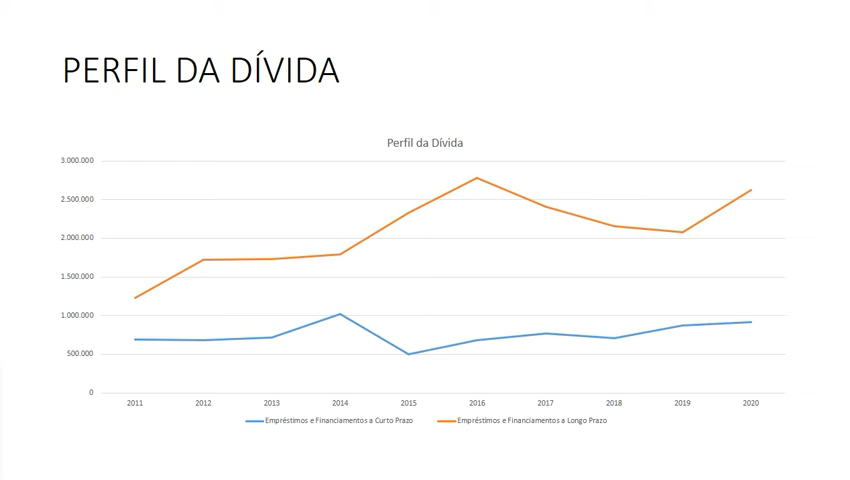 PERFIL DA DÍVIDA
Perfil da Dívida
3.000.000
2.500.000
2.000.000
1.500.000
1.000.000
500.000
0
2011 2012 2013 2014 2015 2016 2017 2018 2019 2020
Empréstimos e Financiamentos a Curto Prazo Empréstimos e Financiamentos a Longo Prazo